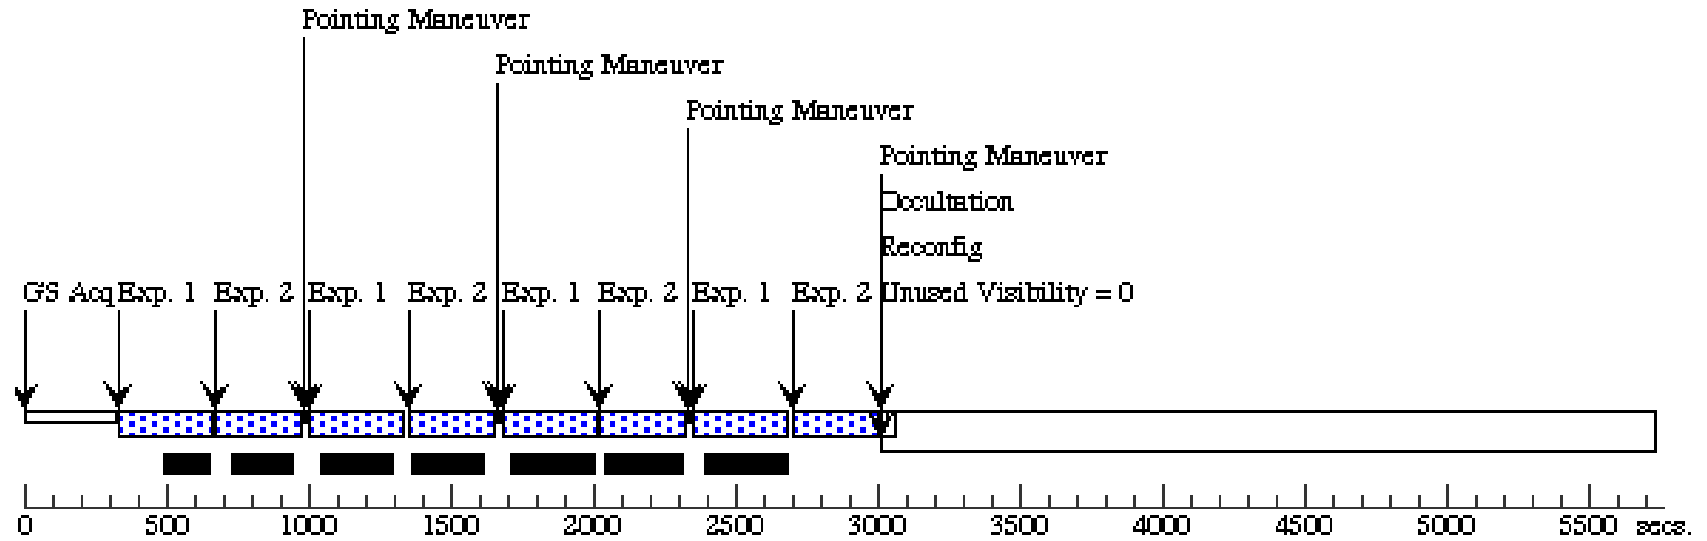 Pointing Maneuver
Pointing Maneuver
Pointing Maneuver
Pointing Maneuver
Occultation
Reconfig
GS Acq Exp. 1 Exp. 2 Exp. 1 Exp. 2 Exp. 1 Exp. 2 Exp. 1 Exp. 2 Unused Visibility = 0
0 500 1000 1500 2000 2500 3000 3500 4000 4500 5000 5500 secs.